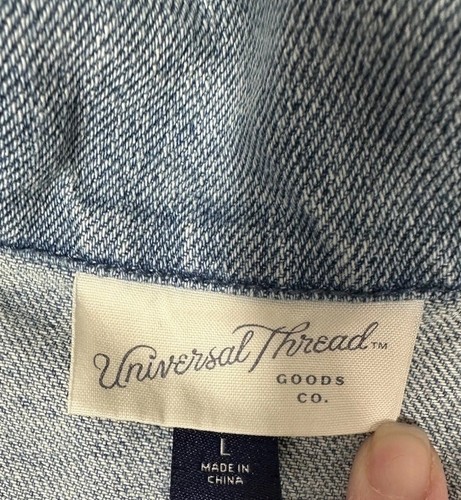 Universal Thread™
GOODS
CO.
L
MADE IN
CHINA